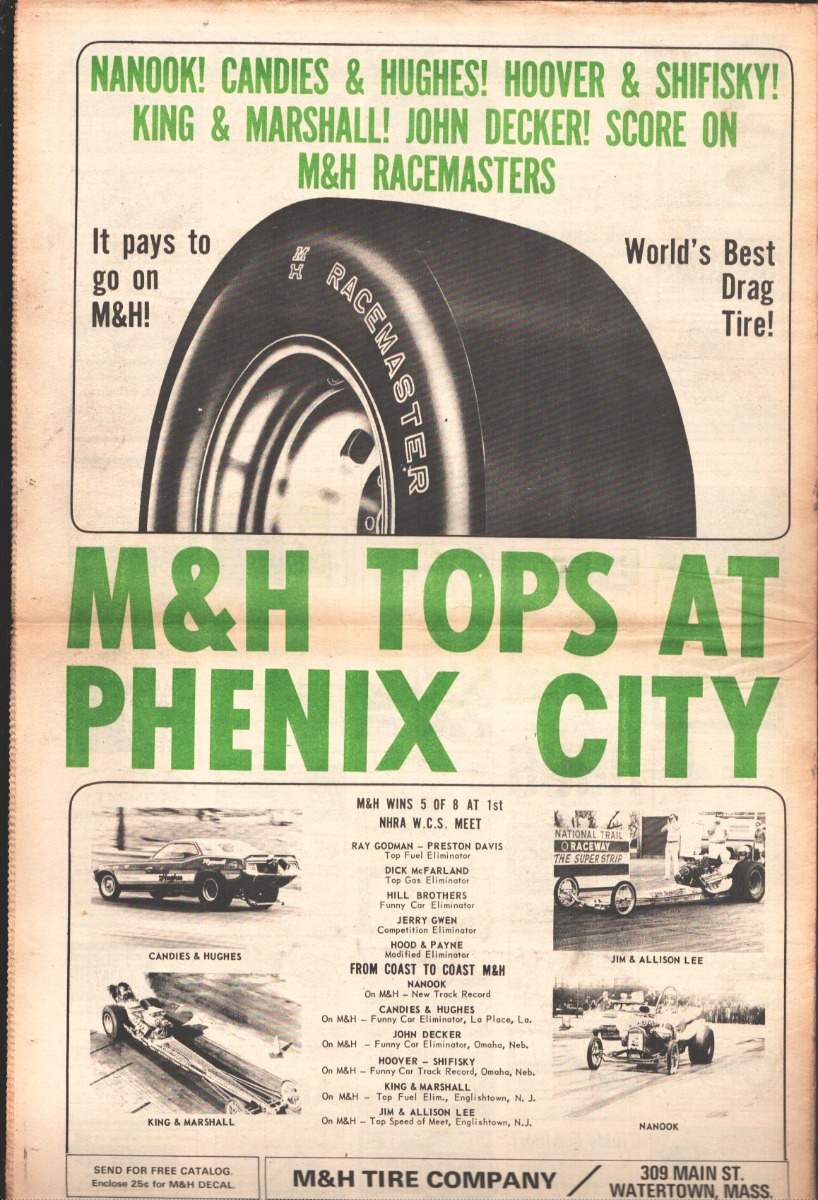 NANOOK! CANDIES & HUGHES! HOOVER & SHIFISKY!
KING & MARSHALL! JOHN DECKER! SCORE ON
M&H RACEMASTERS
It pays to
go on
M&H!
World's Best
Drag
Tire!
M
H
RACEMASTER
M&H TOPS AT
PHENIX CITY
M&H WINS 5 OF 8 AT 1st
NHRA W.C.S. MEET
RAY GODMAN – PRESTON DAVIS
Top Fuel Eliminator
DICK McFARLAND
Top Gas Eliminator
HILL BROTHERS
Funny Car Eliminator
JERRY GWEN
Competition Eliminator
HOOD & PAYNE
Modified Eliminator
FROM COAST TO COAST M&H
NANOOK
On M&H – New Track Record
CANDIES & HUGHES
On M&H – Funny Car Eliminator, La Place, La.
JOHN DECKER
On M&H – Funny Car Eliminator, Omaha, Neb.
HOOVER – SHIFISKY
On M&H – Funny Car Track Record, Omaha, Neb.
KING & MARSHALL
On M&H – Top Fuel Elim., Englishtown, N. J.
JIM & ALLISON LEE
On M&H – Top Speed of Meet, Englishtown, N.J.
CANDIES & HUGHES
KING & MARSHALL
NATIONAL TRAIL
RACEWAY
THE SUPER STRIP
JIM & ALLISON LEE
NANOOK
SEND FOR FREE CATALOG.
Enclose 25¢ for M&H DECAL.
M&H TIRE COMPANY /
309 MAIN ST.
WATERTOWN, MASS.